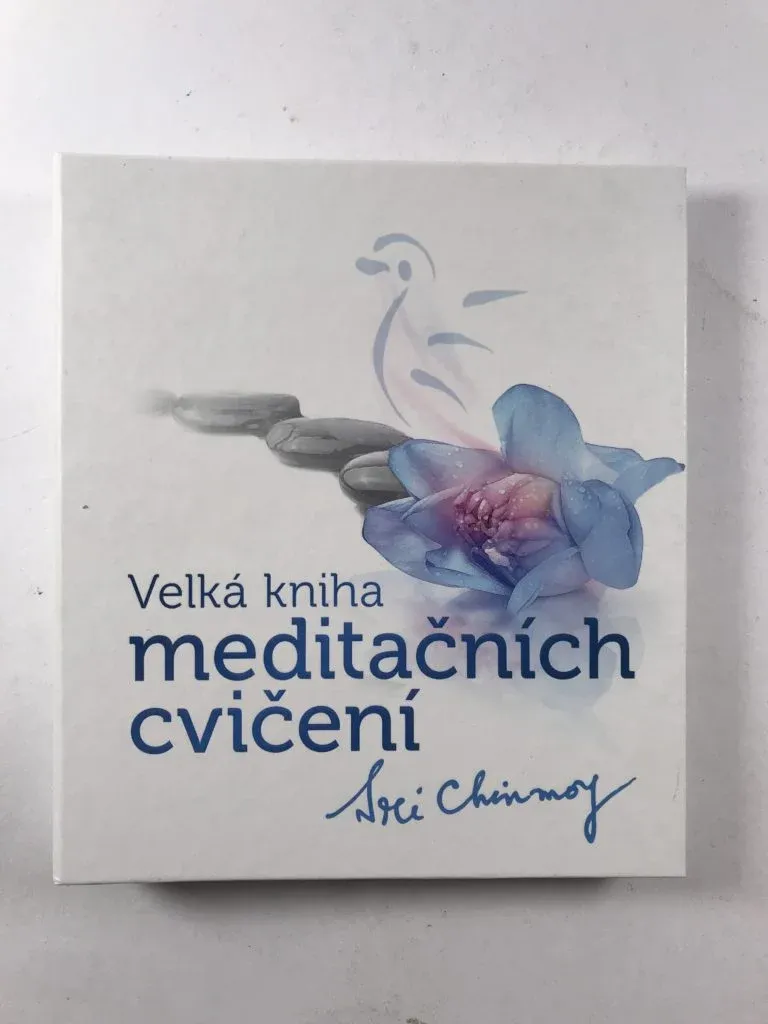 Velká kniha
meditačních
cvičení
Sri Chinmoy